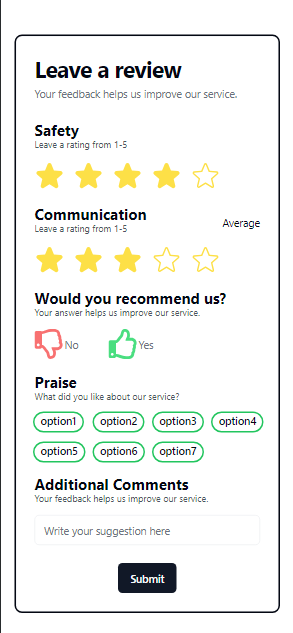 Leave a review
Your feedback helps us improve our service.
Safety
Leave a rating from 1-5
Communication
Leave a rating from 1-5
Average
Would you recommend us?
Your answer helps us improve our service.
No
Yes
Praise
What did you like about our service?
option1 option2 option3 option4
option5 option6 option7
Additional Comments
Your feedback helps us improve our service.
Write your suggestion here
Submit